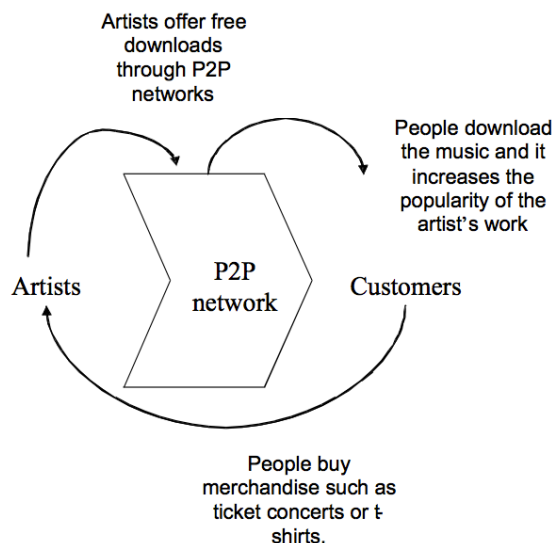 Artists offer free
downloads
through P2P
networks
People download
the music and it
increases the
popularity of the
artist's work
Artists
P2P
network
Customers
People buy
merchandise such as
ticket concerts or t-
shirts.